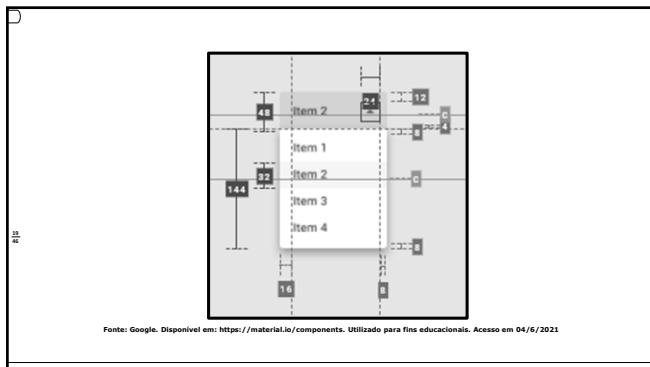 24
12
48
Item 2
C
4
8
Item 1
32
Item 2
C
144
Item 3
Item 4
8
16
8
19
46
Fonte: Google. Disponível em: https://material.io/components. Utilizado para fins educacionais. Acesso em 04/6/2021